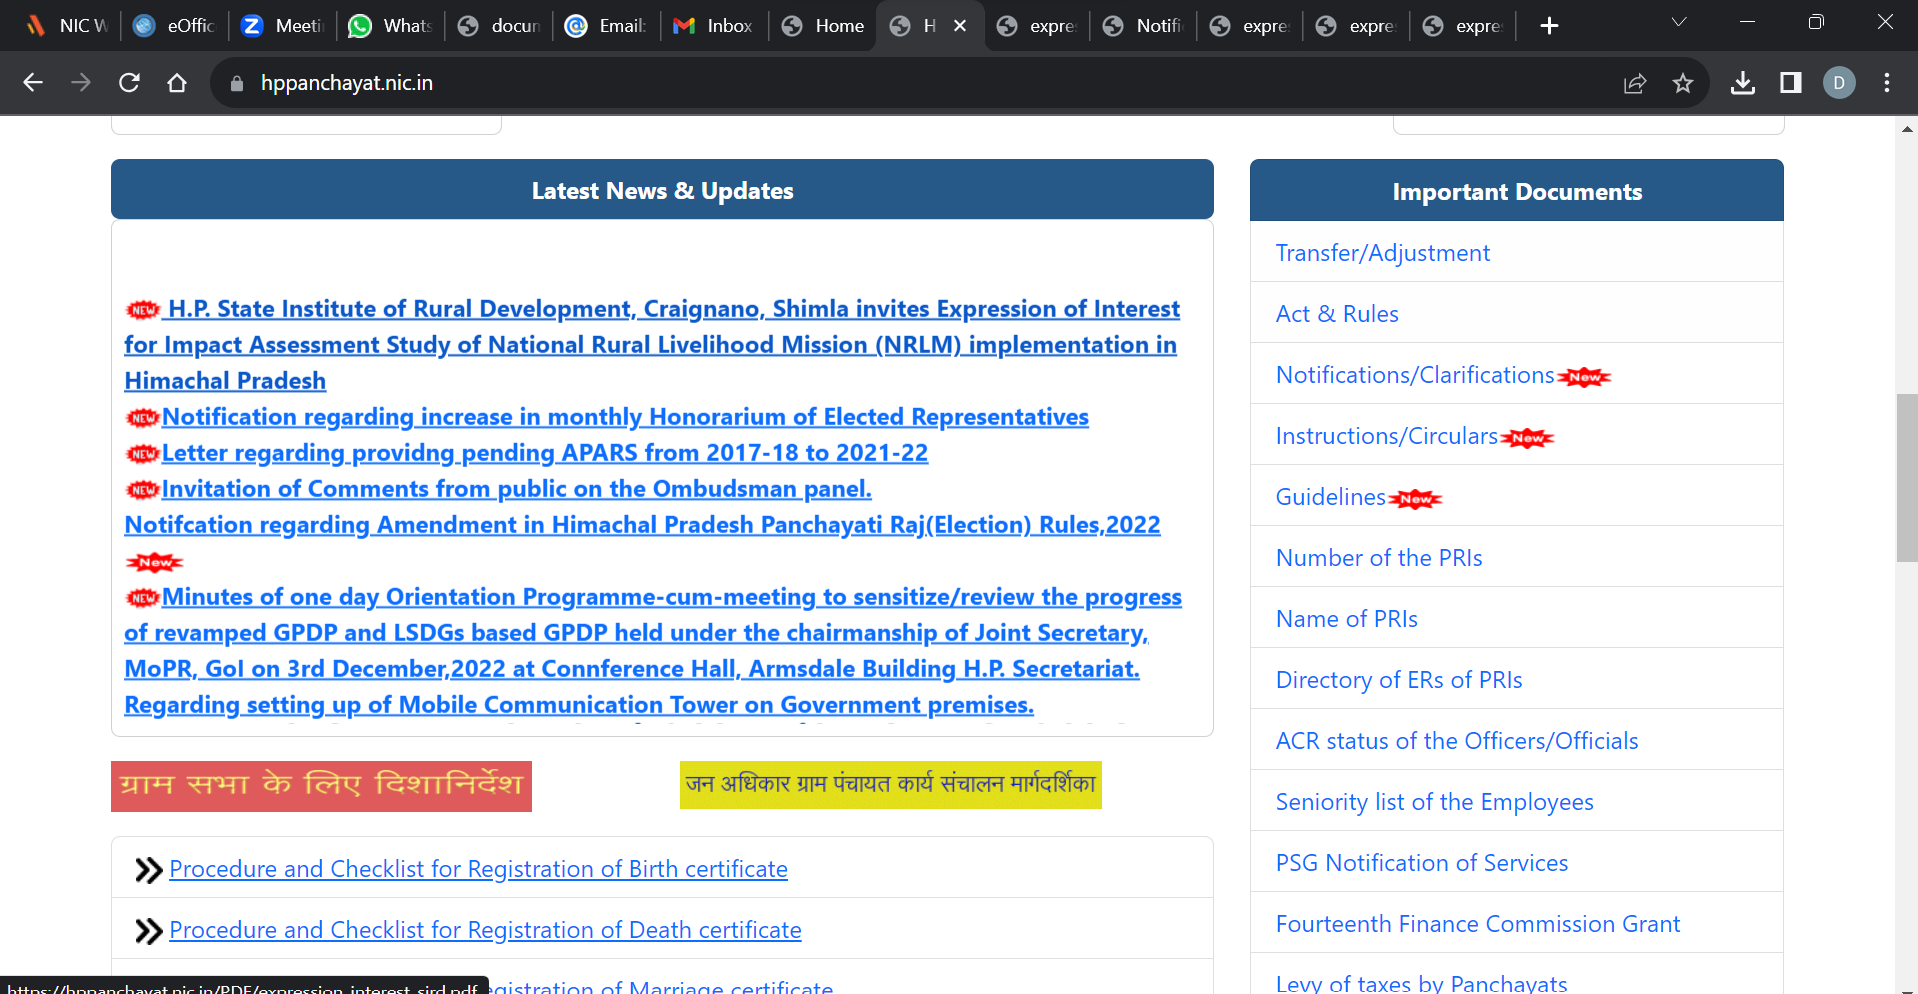 NIC W
eOffic
Meeti
Whats
docun
Email:
Inbox
Home
H
expre
Notifi
expre
expre
expre
hppanchayat.nic.in
D
Latest News & Updates
NEW H.P. State Institute of Rural Development, Craignano, Shimla invites Expression of Interest
for Impact Assessment Study of National Rural Livelihood Mission (NRLM) implementation in
Himachal Pradesh
NEW Notification regarding increase in monthly Honorarium of Elected Representatives
NEW Letter regarding providng pending APARS from 2017-18 to 2021-22
NEW Invitation of Comments from public on the Ombudsman panel.
Notifcation regarding Amendment in Himachal Pradesh Panchayati Raj(Election) Rules,2022
New
NEW Minutes of one day Orientation Programme-cum-meeting to sensitize/review the progress
of revamped GPDP and LSDGs based GPDP held under the chairmanship of Joint Secretary,
MoPR, GoI on 3rd December,2022 at Connference Hall, Armsdale Building H.P. Secretariat.
Regarding setting up of Mobile Communication Tower on Government premises.
ग्राम सभा के लिए दिशानिर्देश
जन अधिकार ग्राम पंचायत कार्य संचालन मार्गदर्शिका
Procedure and Checklist for Registration of Birth certificate
Procedure and Checklist for Registration of Death certificate
egistration of Marriage certificate
https://hppanchayat.nic.in/PDF/expression_interest_sird.pdf
Important Documents
Transfer/Adjustment
Act & Rules
Notifications/Clarifications New
Instructions/Circulars New
Guidelines New
Number of the PRIs
Name of PRIs
Directory of ERs of PRIs
ACR status of the Officers/Officials
Seniority list of the Employees
PSG Notification of Services
Fourteenth Finance Commission Grant
Levy of taxes by Panchayats